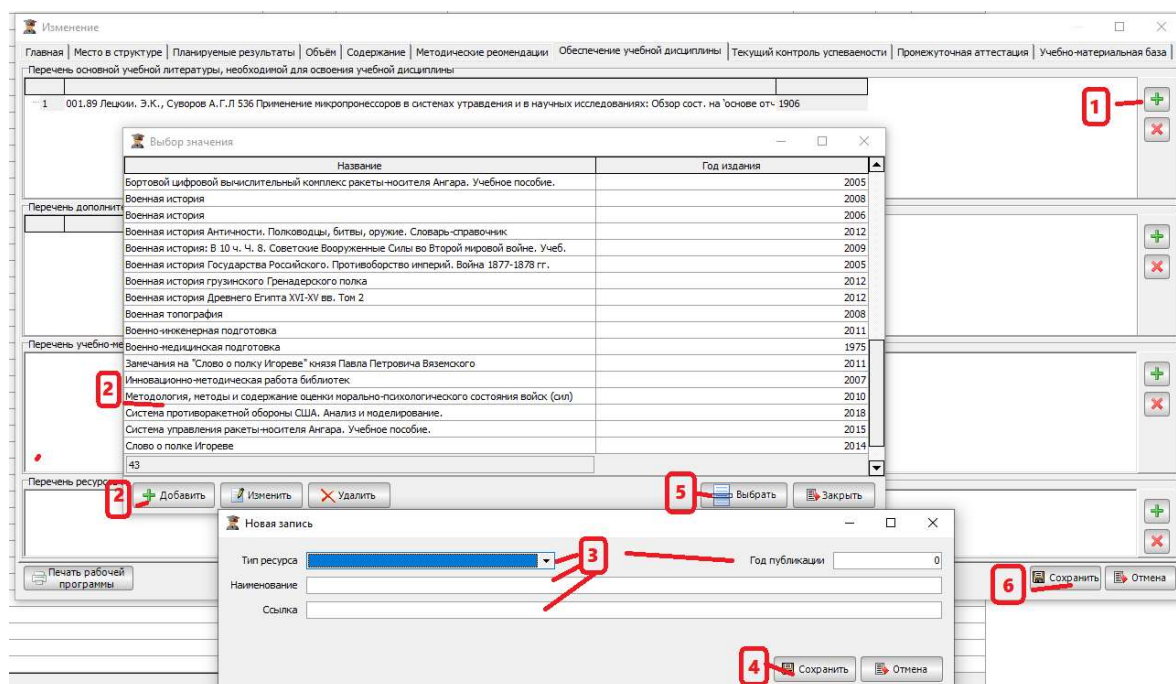 Изменение
Главная Место в структуре Планируемые результаты Объём Содержание Методические реомендации Обеспечение учебной дисциплины Текущий контроль успеваемости Промежуточная аттестация Учебно-материальная база
Перечень основной учебной литературы, необходимой для освоения учебной дисциплины
1 001.89 Лецкии. Э.К., Суворов А.Г.Л 536 Применение микропронессоров в системах утравдения и в научных исследованиях: Обзор сост. на 'основе отч 1906
1
Выбор значения
Название Год издания
Бортовой цифровой вычислительный комплекс ракеты-носителя Ангара. Учебное пособие. 2005
Военная история 2008
Перечень дополните
Военная история 2006
Военная история Античности. Полководцы, битвы, оружие. Словарь-справочник 2012
Военная история: В 10 ч. Ч. 8. Советские Вооруженные Силы во Второй мировой войне. Учеб. 2009
Военная история Государства Российского. Противоборство империй. Война 1877-1878 гг. 2005
Военная история грузинского Гренадерского полка 2012
Военная история Древнего Египта XVI-XV вв. Том 2 2012
Военная топография 2008
Военно-инженерная подготовка 2011
Перечень учебно-ме
Военно-медицинская подготовка 1975
Замечания на "Слово о полку Игореве" князя Павла Петровича Вяземского 2011
Инновационно-методическая работа библиотек 2007
2
Методология, методы и содержание оценки морально-психологического состояния войск (сил) 2010
Система противоракетной обороны США. Анализ и моделирование. 2018
Система управления ракеты-носителя Ангара. Учебное пособие. 2015
Слово о полке Игореве 2014
43
Перечень ресурсо
2 Добавить Изменить Удалить 5 Выбрать Закрыть
Новая запись
Тип ресурса 3 Год публикации 0
Наименование
Ссылка
Печать рабочей
программы
6 Сохранить Отмена
4 Сохранить Отмена